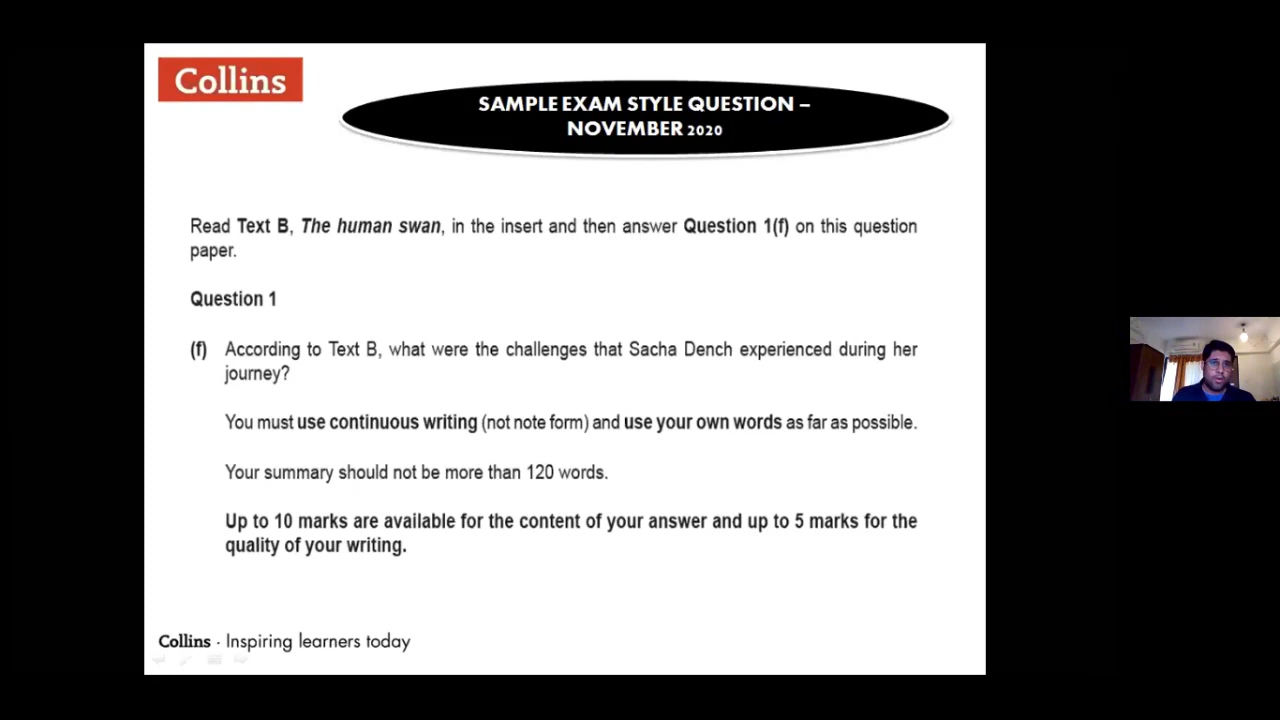 Collins
SAMPLE EXAM STYLE QUESTION –
NOVEMBER 2020
Read Text B, The human swan, in the insert and then answer Question 1(f) on this question
paper.
Question 1
(f) According to Text B, what were the challenges that Sacha Dench experienced during her
journey?
You must use continuous writing (not note form) and use your own words as far as possible.
Your summary should not be more than 120 words.
Up to 10 marks are available for the content of your answer and up to 5 marks for the
quality of your writing.
Collins · Inspiring learners today